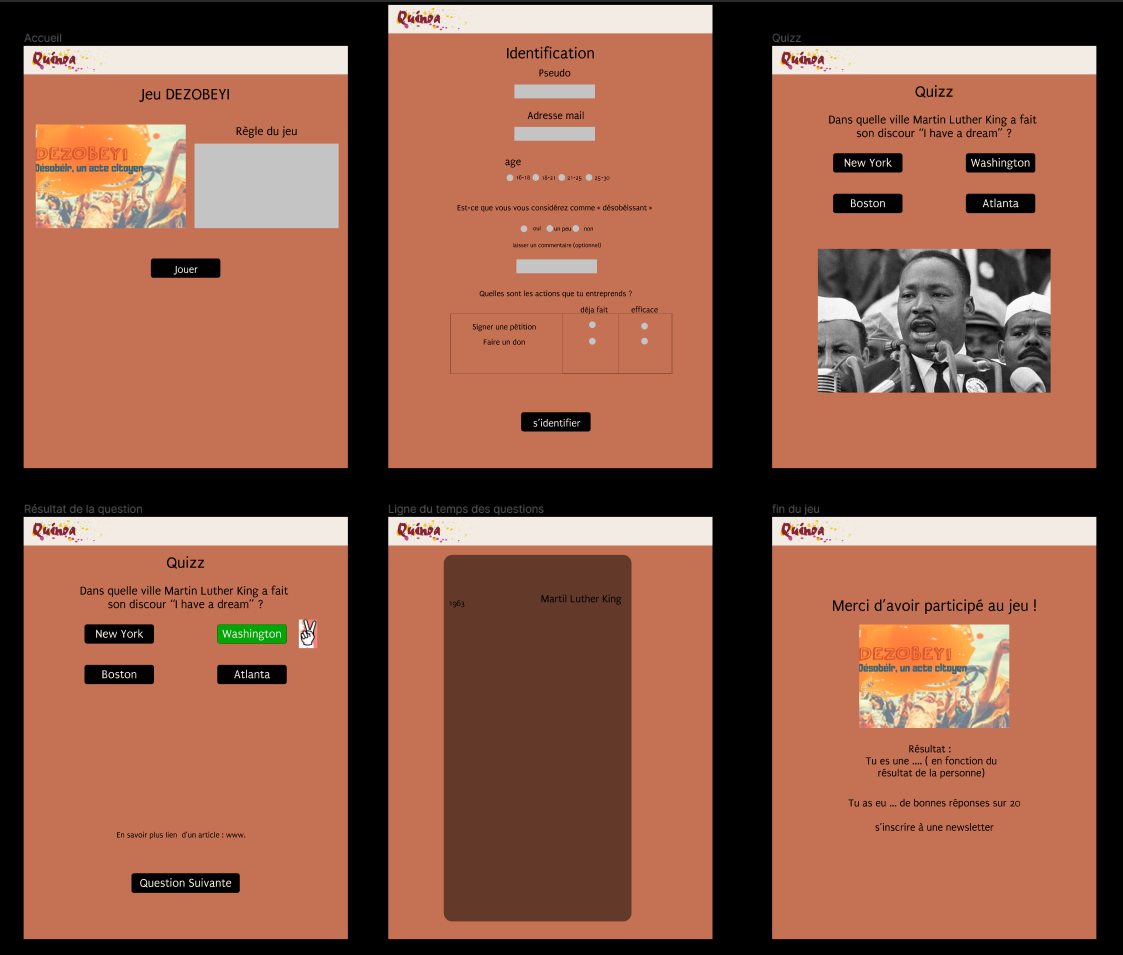 Accueil
Quinoa
Jeu DEZOBEYI
DEZOBEYI
Désobéir, un acte citoyen
Règle du jeu
Jouer
Quinoa
Identification
Pseudo
Adresse mail
age
16-18 18-21 21-25 25-30
Est-ce que vous vous considérez comme « désobéissant »
oui un peu non
laisser un commentaire (optionnel)
Quelles sont les actions que tu entreprends ?
déja fait efficace
Signer une pétition
Faire un don
s'identifier
Quizz
Quinoa
Quizz
Dans quelle ville Martin Luther King a fait
son discour “I have a dream” ?
New York Washington
Boston Atlanta
Résultat de la question
Quinoa
Quizz
Dans quelle ville Martin Luther King a fait
son discour “I have a dream” ?
New York Washington
Boston Atlanta
En savoir plus lien d'un article : www.
Question Suivante
Ligne du temps des questions
Quinoa
1963 Martil Luther King
fin du jeu
Quinoa
Merci d'avoir participé au jeu !
DEZOBEYI
Désobéir, un acte citoyen
Résultat :
Tu es une .... ( en fonction du
résultat de la personne)
Tu as eu ... de bonnes réponses sur 20
s'inscrire à une newsletter